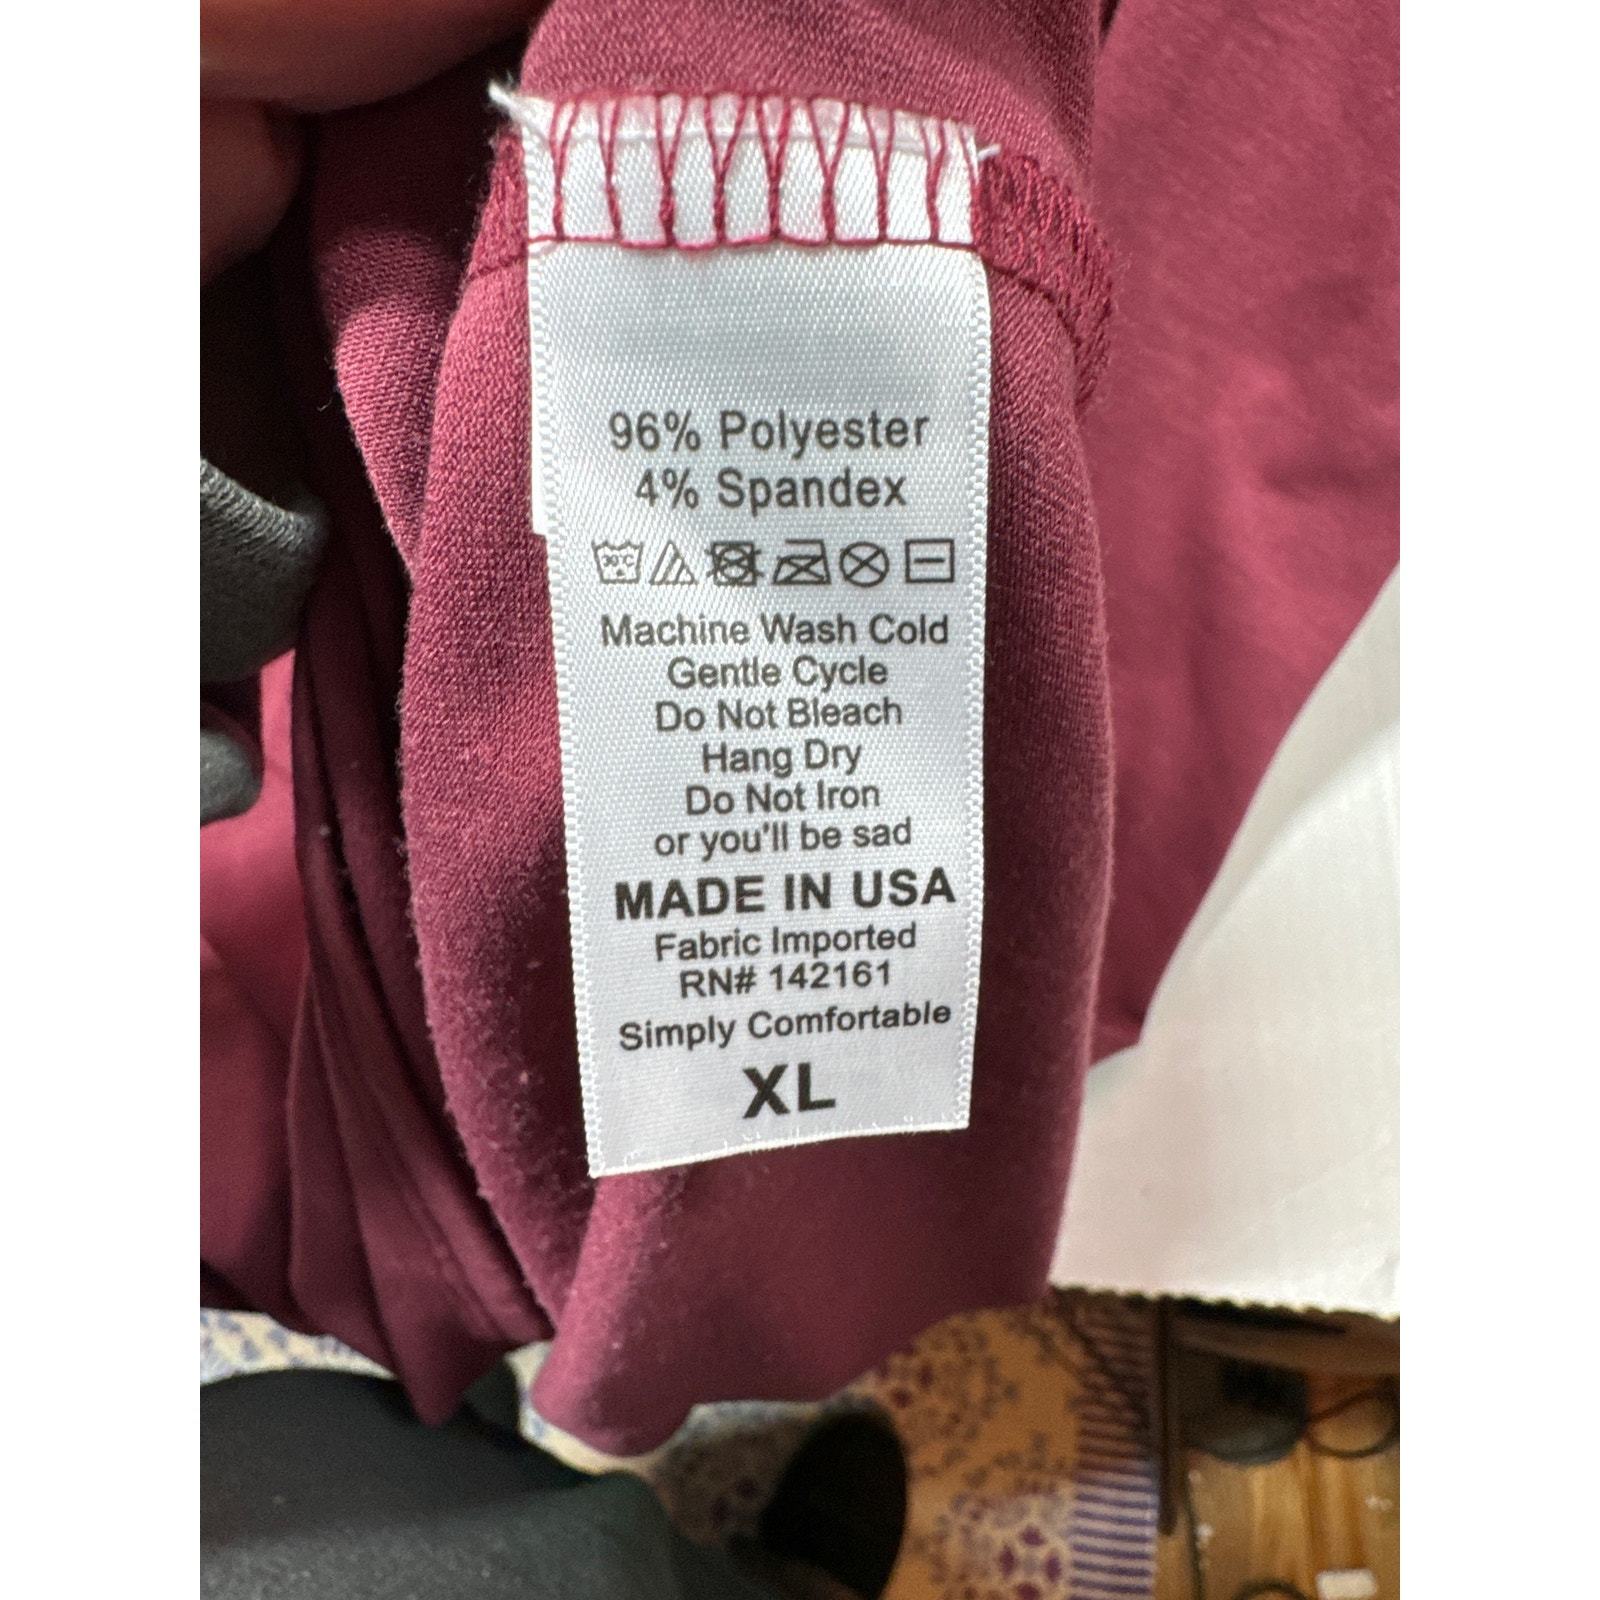 96% Polyester
4% Spandex
30°C
Machine Wash Cold
Gentle Cycle
Do Not Bleach
Hang Dry
Do Not Iron
or you'll be sad
MADE IN USA
Fabric Imported
RN# 142161
Simply Comfortable
XL